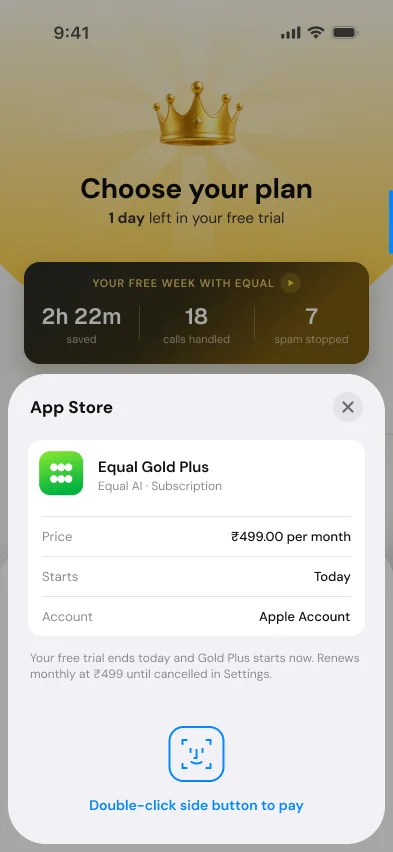 9:41
Choose your plan
1 day left in your free trial
YOUR FREE WEEK WITH EQUAL
2h 22m 18 7
saved calls handled spam stopped
App Store
Equal Gold Plus
Equal AI · Subscription
Price ₹499.00 per month
Starts Today
Account Apple Account
Your free trial ends today and Gold Plus starts now. Renews
monthly at ₹499 until cancelled in Settings.
Double-click side button to pay